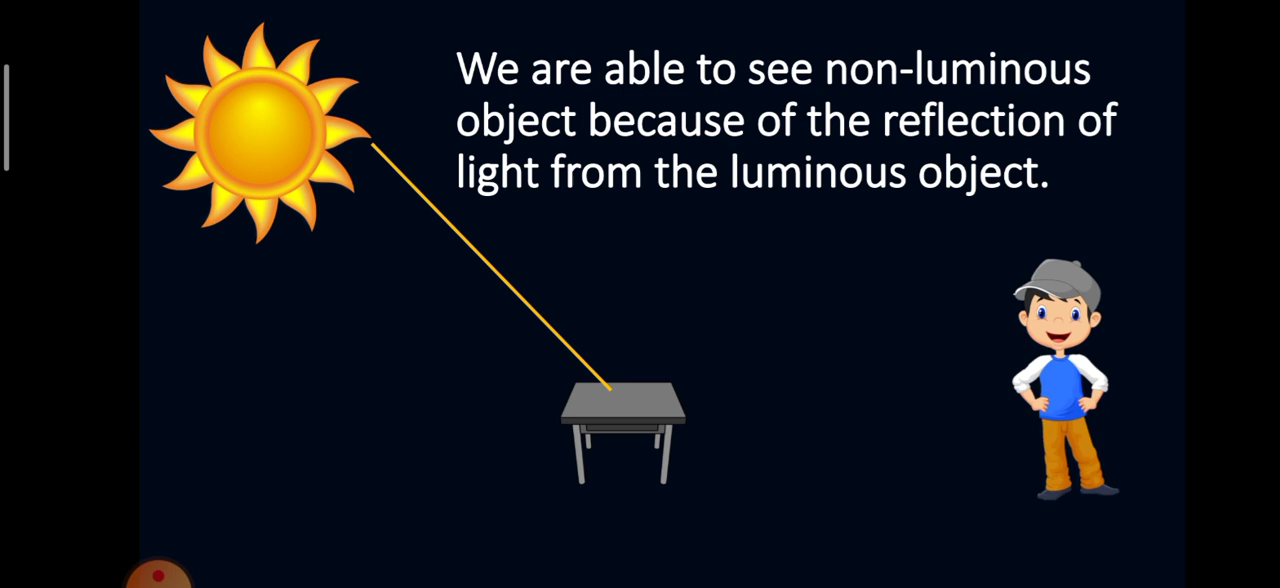 We are able to see non-luminous
object because of the reflection of
light from the luminous object.